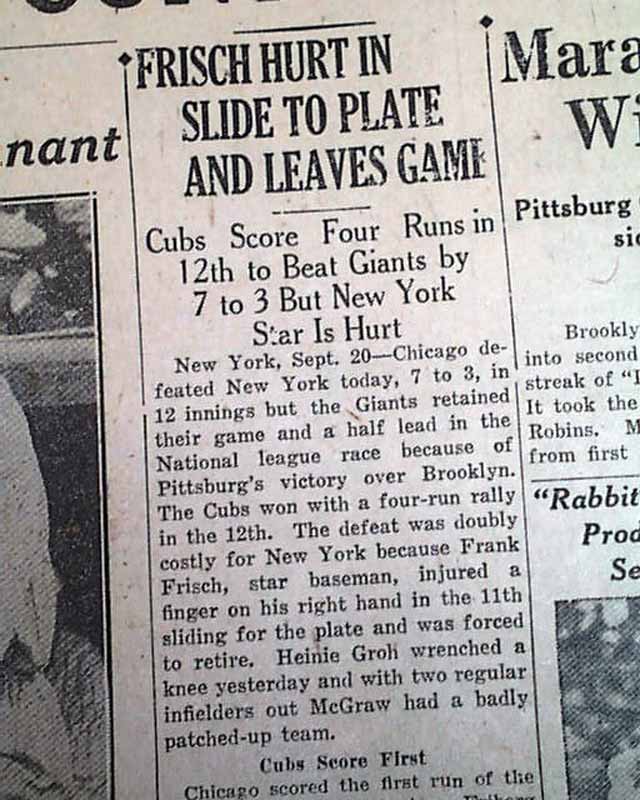 nant
FRISCH HURT IN
SLIDE TO PLATE
AND LEAVES GAME
Cubs Score Four Runs in
12th to Beat Giants by
7 to 3 But New York
Star Is Hurt
New York, Sept. 20—Chicago de-
feated New York today, 7 to 3, in
12 innings but the Giants retained
their game and a half lead in the
National league race because of
Pittsburg's victory over Brooklyn.
The Cubs won with a four-run rally
in the 12th. The defeat was doubly
costly for New York because Frank
Frisch, star baseman, injured a
finger on his right hand in the 11th
sliding for the plate and was forced
to retire. Heinie Groh wrenched a
knee yesterday and with two regular
infielders out McGraw had a badly
patched-up team.
Cubs Score First
Chicago scored the first run of the
Mara
Wi
Pittsburg
sic
Brookly
into second
streak of "I
It took the
Robins. M
from first
"Rabbit
Prod
Se